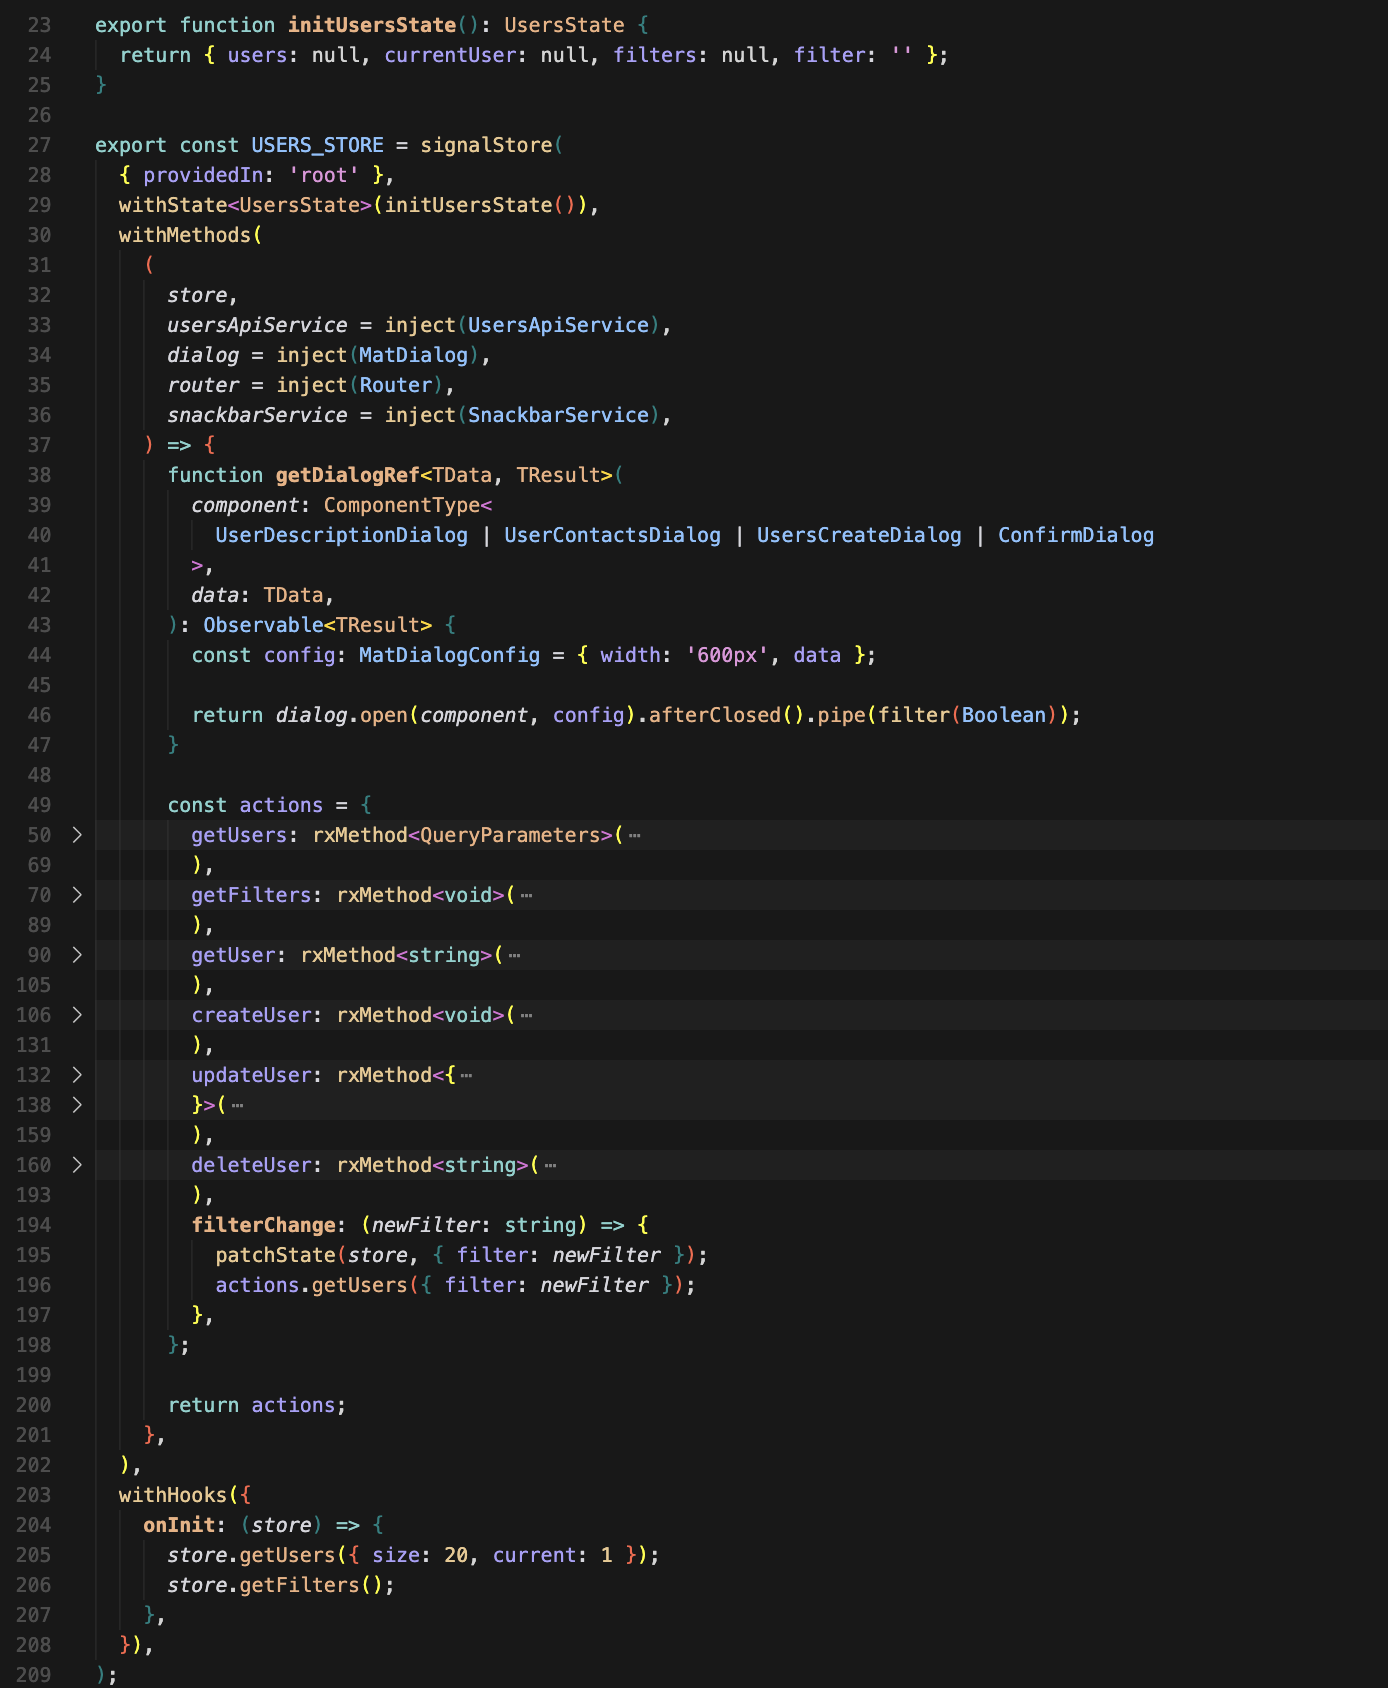 23 export function initUsersState(): UsersState {
24 return { users: null, currentUser: null, filters: null, filter: '' };
25 }
26
27 export const USERS_STORE = signalStore(
28 { providedIn: 'root' },
29 withState<UsersState>(initUsersState()),
30 withMethods(
31 (
32 store,
33 usersApiService = inject(UsersApiService),
34 dialog = inject(MatDialog),
35 router = inject(Router),
36 snackbarService = inject(SnackbarService),
37 ) => {
38 function getDialogRef<TData, TResult>(
39 component: ComponentType<
40 UserDescriptionDialog | UserContactsDialog | UsersCreateDialog | ConfirmDialog
41 >,
42 data: TData,
43 ): Observable<TResult> {
44 const config: MatDialogConfig = { width: '600px', data };
45
46 return dialog.open(component, config).afterClosed().pipe(filter(Boolean));
47 }
48
49 const actions = {
50 > getUsers: rxMethod<QueryParameters>( ⋯
69 ),
70 > getFilters: rxMethod<void>( ⋯
89 ),
90 > getUser: rxMethod<string>( ⋯
105 ),
106 > createUser: rxMethod<void>( ⋯
131 ),
132 > updateUser: rxMethod<{ ⋯
138 > }>( ⋯
159 ),
160 > deleteUser: rxMethod<string>( ⋯
193 ),
194 filterChange: (newFilter: string) => {
195 patchState(store, { filter: newFilter });
196 actions.getUsers({ filter: newFilter });
197 },
198 };
199
200 return actions;
201 },
202 ),
203 withHooks({
204 onInit: (store) => {
205 store.getUsers({ size: 20, current: 1 });
206 store.getFilters();
207 },
208 }),
209 );